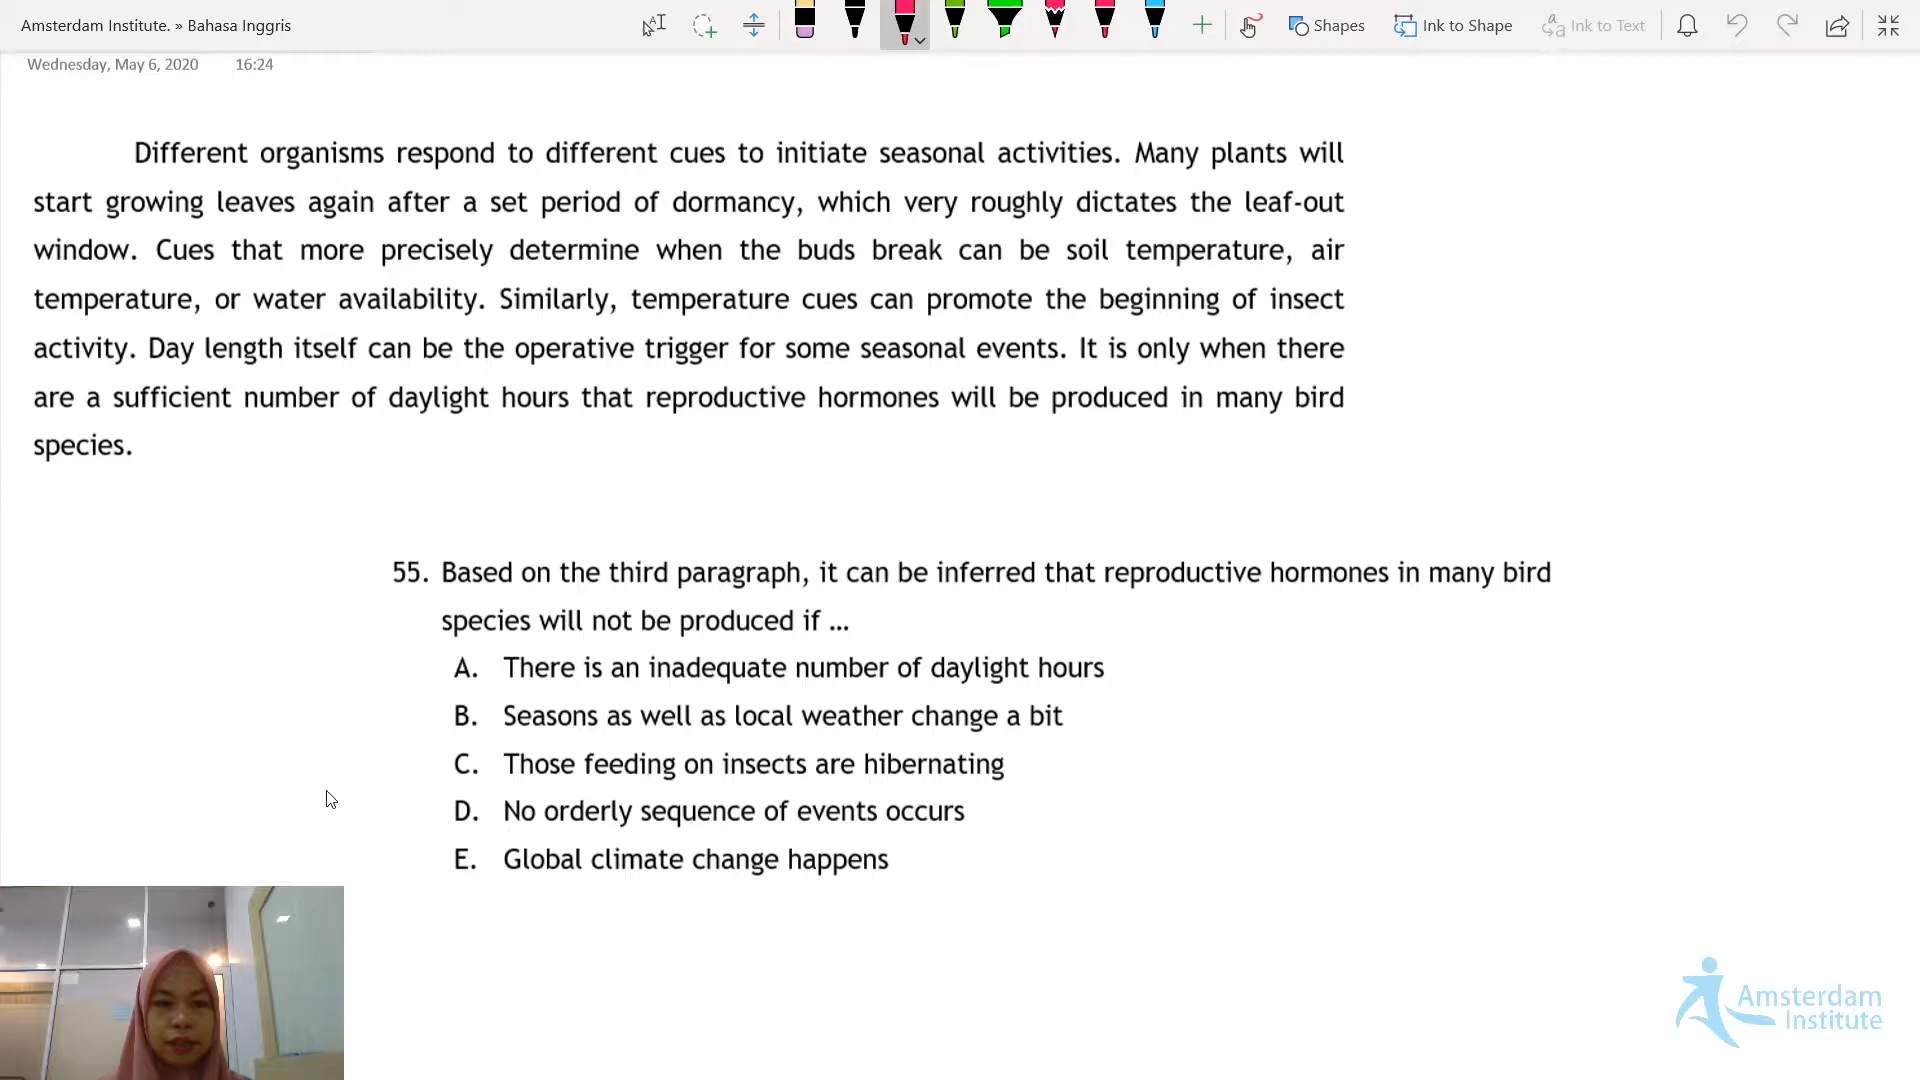 Amsterdam Institute. » Bahasa Inggris
Shapes
Ink to Shape
Ink to Text
Wednesday, May 6, 2020 16:24
Different organisms respond to different cues to initiate seasonal activities. Many plants will
start growing leaves again after a set period of dormancy, which very roughly dictates the leaf-out
window. Cues that more precisely determine when the buds break can be soil temperature, air
temperature, or water availability. Similarly, temperature cues can promote the beginning of insect
activity. Day length itself can be the operative trigger for some seasonal events. It is only when there
are a sufficient number of daylight hours that reproductive hormones will be produced in many bird
species.
55. Based on the third paragraph, it can be inferred that reproductive hormones in many bird
species will not be produced if ...
A. There is an inadequate number of daylight hours
B. Seasons as well as local weather change a bit
C. Those feeding on insects are hibernating
D. No orderly sequence of events occurs
E. Global climate change happens
Amsterdam
Institute